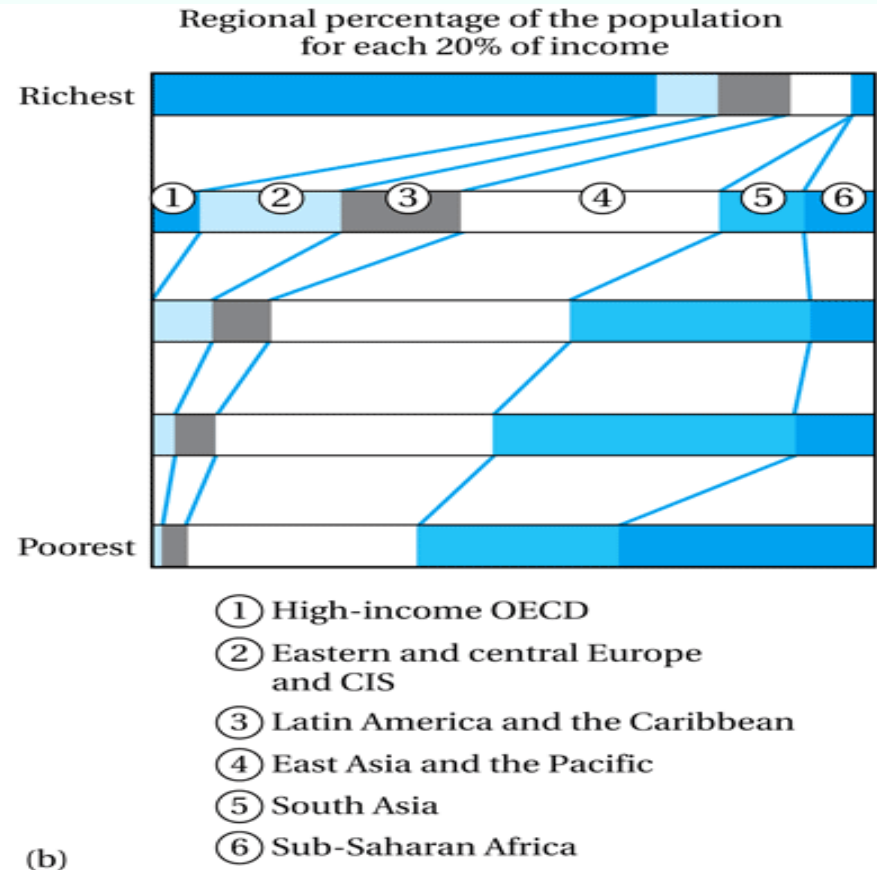 Regional percentage of the population
for each 20% of income
Richest
1 2 3 4 5 6
Poorest
1 High-income OECD
2 Eastern and central Europe
and CIS
3 Latin America and the Caribbean
4 East Asia and the Pacific
5 South Asia
6 Sub-Saharan Africa
(b)